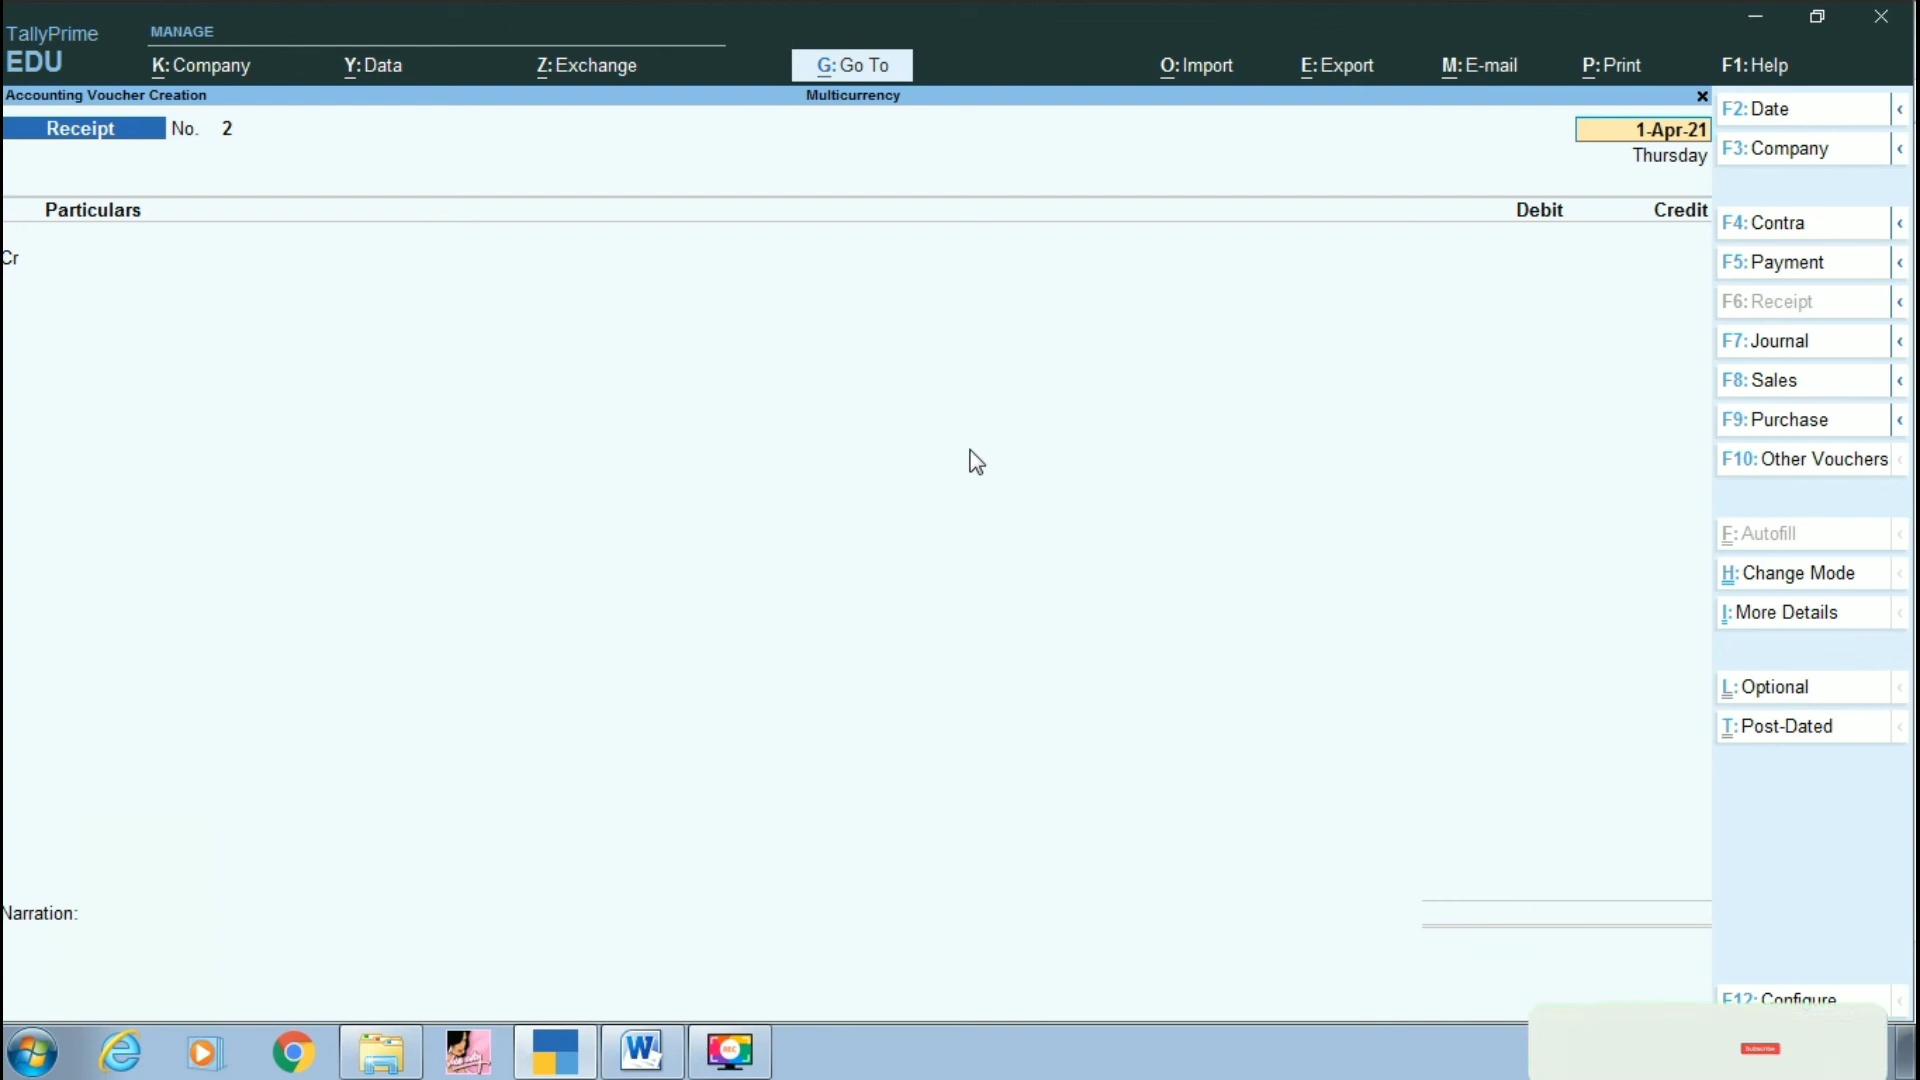 TallyPrime
EDU
MANAGE
K: Company
Y: Data
Z: Exchange
G: Go To
O: Import
E: Export
M: E-mail
P: Print
F1: Help
Accounting Voucher Creation
Multicurrency
Receipt No. 2
1-Apr-21
Thursday
Particulars
Debit
Credit
Cr
Narration:
F2: Date
F3: Company
F4: Contra
F5: Payment
F6: Receipt
F7: Journal
F8: Sales
F9: Purchase
F10: Other Vouchers
F: Autofill
H: Change Mode
I: More Details
L: Optional
T: Post-Dated
F12: Configure
W
REC
Subscribe